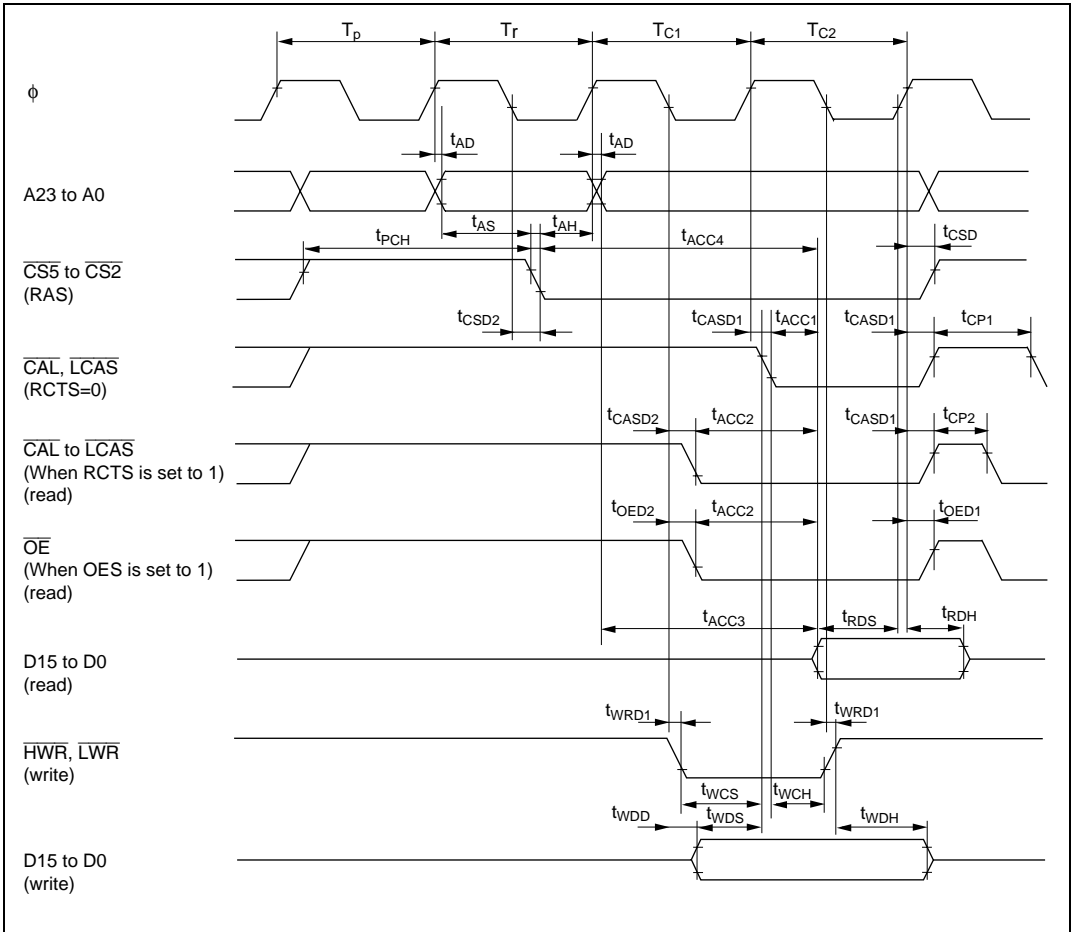 Tp Tr TC1 TC2
ϕ
tAD tAD
A23 to A0
tAS tAH
tPCH tACC4 tCSD
CS5 to CS2
(RAS)
tCSD2 tCASD1 tACC1 tCASD1 tCP1
CAL, LCAS
(RCTS=0)
tCASD2 tACC2 tCASD1 tCP2
CAL to LCAS
(When RCTS is set to 1)
(read)
tOED2 tACC2 tOED1
OE
(When OES is set to 1)
(read)
tACC3 tRDS tRDH
D15 to D0
(read)
tWRD1 tWRD1
HWR, LWR
(write)
tWCS tWCH
tWDD tWDS tWDH
D15 to D0
(write)